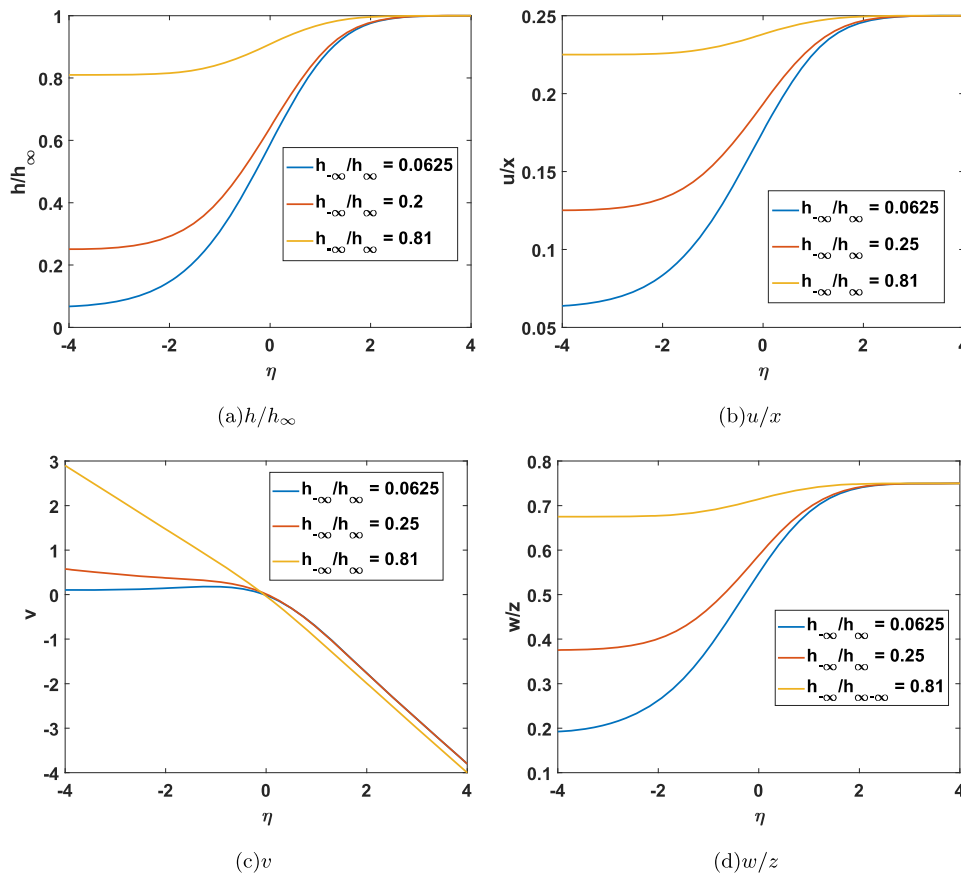 1
0.8
0.6
0.4
0.2
0
h/h∞
-4 -2 0 2 4
η
h-∞/h∞ = 0.0625
h-∞/h∞ = 0.2
h-∞/h∞ = 0.81
(a)h/h∞
0.25
0.2
0.15
0.1
0.05
u/x
-4 -2 0 2 4
η
h-∞/h∞ = 0.0625
h-∞/h∞ = 0.25
h-∞/h∞ = 0.81
(b)u/x
3
2
1
0
-1
-2
-3
-4
v
-4 -2 0 2 4
η
h-∞/h∞ = 0.0625
h-∞/h∞ = 0.25
h-∞/h∞ = 0.81
(c)v
0.8
0.7
0.6
0.5
0.4
0.3
0.2
0.1
w/z
-4 -2 0 2 4
η
h-∞/h∞ = 0.0625
h-∞/h∞ = 0.25
h-∞/h∞-∞ = 0.81
(d)w/z